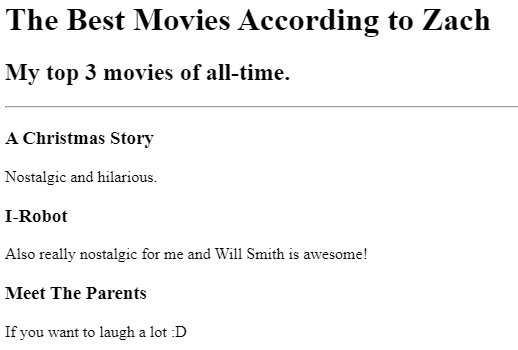 The Best Movies According to Zach
My top 3 movies of all-time.
A Christmas Story
Nostalgic and hilarious.
I-Robot
Also really nostalgic for me and Will Smith is awesome!
Meet The Parents
If you want to laugh a lot :D